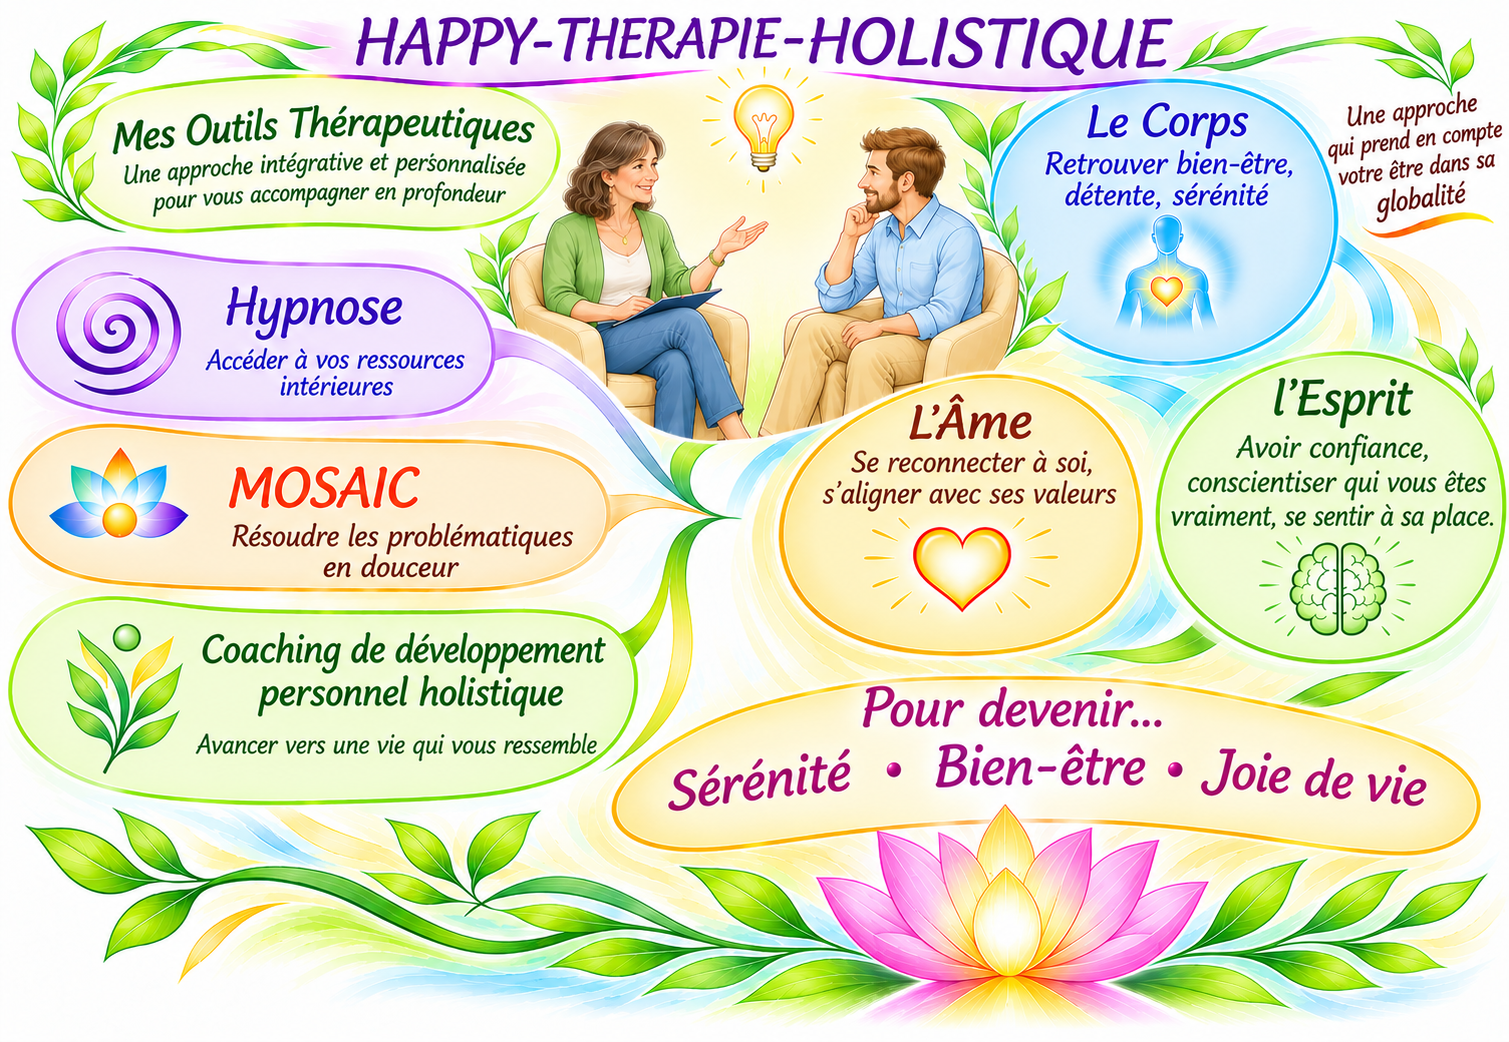 HAPPY-THERAPIE-HOLISTIQUE
Mes Outils Thérapeutiques
Une approche intégrative et personnalisée
pour vous accompagner en profondeur
Hypnose
Accéder à vos ressources
intérieures
MOSAIC
Résoudre les problématiques
en douceur
Coaching de développement
personnel holistique
Avancer vers une vie qui vous ressemble
Le Corps
Retrouver bien-être,
détente, sérénité
Une approche
qui prend en compte
votre être dans sa
globalité
L'Âme
Se reconnecter à soi,
s'aligner avec ses valeurs
l'Esprit
Avoir confiance,
conscientiser qui vous êtes
vraiment, se sentir à sa place.
Pour devenir...
Sérénité • Bien-être • Joie de vie